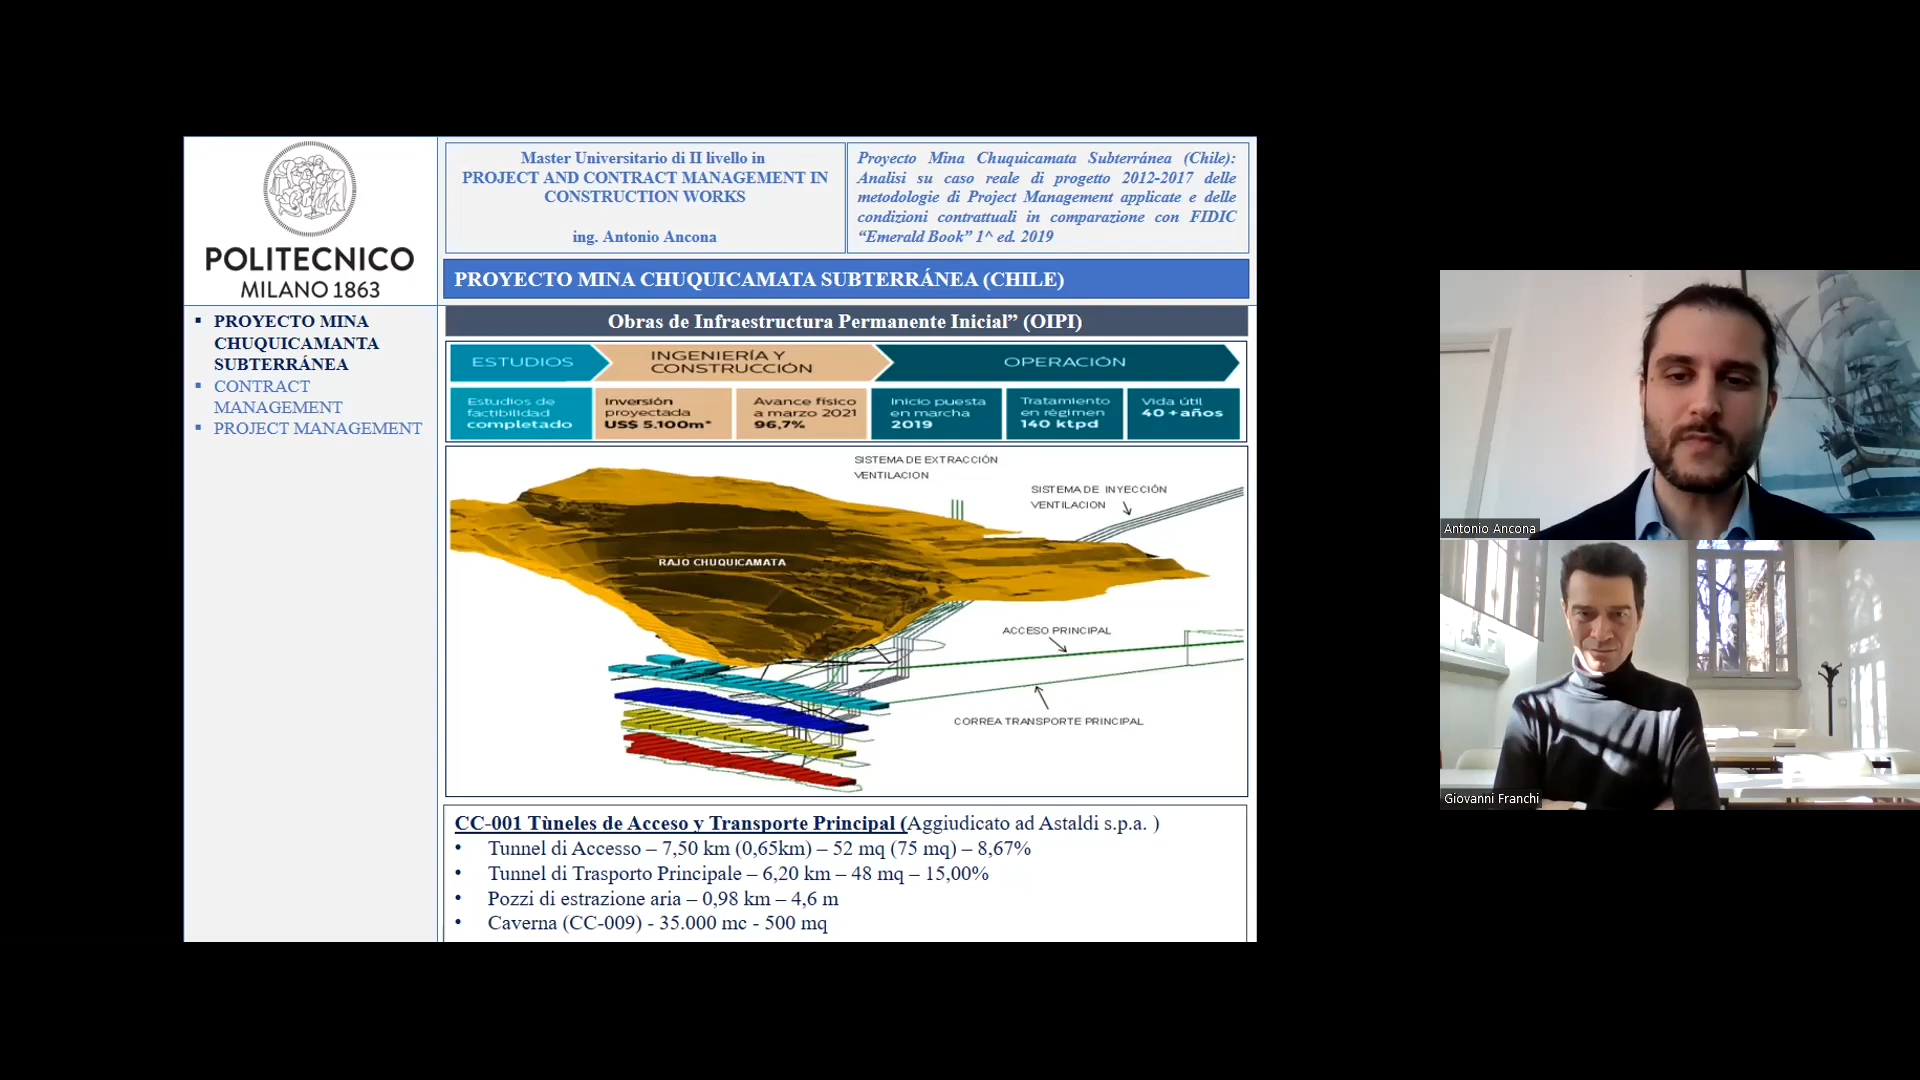 POLITECNICO
MILANO 1863
Master Universitario di II livello in
PROJECT AND CONTRACT MANAGEMENT IN
CONSTRUCTION WORKS
ing. Antonio Ancona
Proyecto Mina Chuquicamata Subterránea (Chile):
Analisi su caso reale di progetto 2012-2017 delle
metodologie di Project Management applicate e delle
condizioni contrattuali in comparazione con FIDIC
“Emerald Book” 1^ ed. 2019
PROYECTO MINA CHUQUICAMATA SUBTERRÁNEA (CHILE)
▪ PROYECTO MINA
CHUQUICAMANTA
SUBTERRÁNEA
▪ CONTRACT
MANAGEMENT
▪ PROJECT MANAGEMENT
Obras de Infraestructura Permanente Inicial” (OIPI)
ESTUDIOS
INGENIERÍA Y
CONSTRUCCIÓN
OPERACIÓN
Estudios de
factibilidad
completado
Inversión
proyectada
US$ 5.100m*
Avance físico
a marzo 2021
96,7%
Inicio puesta
en marcha
2019
Tratamiento
en régimen
140 ktpd
Vida útil
40 + años
SISTEMA DE EXTRACCIÓN
VENTILACION
SISTEMA DE INYECCIÓN
VENTILACION
RAJO CHUQUICAMATA
ACCESO PRINCIPAL
CORREA TRANSPORTE PRINCIPAL
CC-001 Tùneles de Acceso y Transporte Principal (Aggiudicato ad Astaldi s.p.a. )
• Tunnel di Accesso – 7,50 km (0,65km) – 52 mq (75 mq) – 8,67%
• Tunnel di Trasporto Principale – 6,20 km – 48 mq – 15,00%
• Pozzi di estrazione aria – 0,98 km – 4,6 m
• Caverna (CC-009) - 35.000 mc - 500 mq
Antonio Ancona
Giovanni Franchi